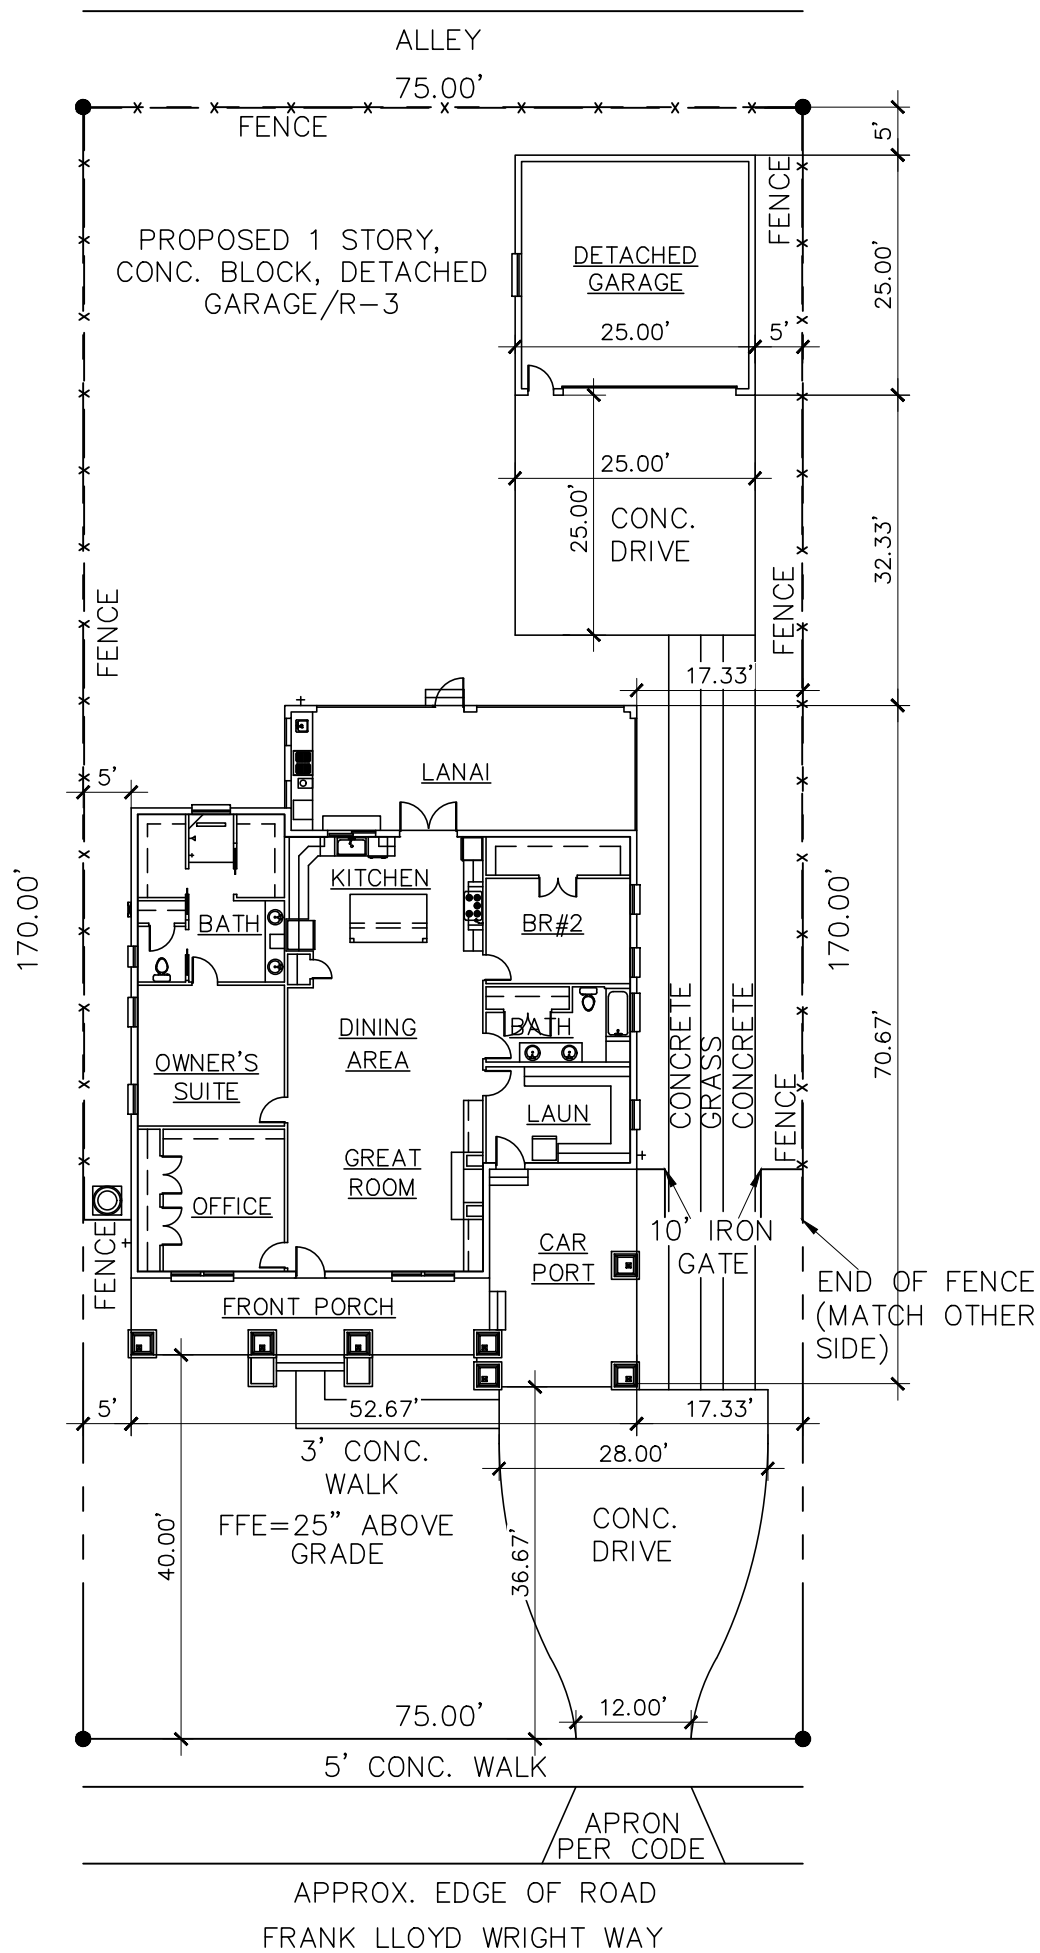 ALLEY
75.00'
FENCE
5'
FENCE
PROPOSED 1 STORY,
CONC. BLOCK, DETACHED
GARAGE/R-3
DETACHED
GARAGE
25.00'
25.00'
5'
25.00'
25.00'
CONC.
DRIVE
32.33'
FENCE
FENCE
17.33'
LANAI
5'
KITCHEN
170.00'
BATH
BR#2
170.00'
DINING
AREA
BATH
CONCRETE
GRASS
CONCRETE
70.67'
OWNER'S
SUITE
LAUN
FENCE
GREAT
ROOM
OFFICE
FENCE
CAR
PORT
10' IRON
GATE
END OF FENCE
(MATCH OTHER
SIDE)
FRONT PORCH
5'
52.67'
17.33'
3' CONC.
WALK
28.00'
FFE=25" ABOVE
GRADE
CONC.
DRIVE
40.00'
36.67'
75.00'
12.00'
5' CONC. WALK
APRON
PER CODE
APPROX. EDGE OF ROAD
FRANK LLOYD WRIGHT WAY